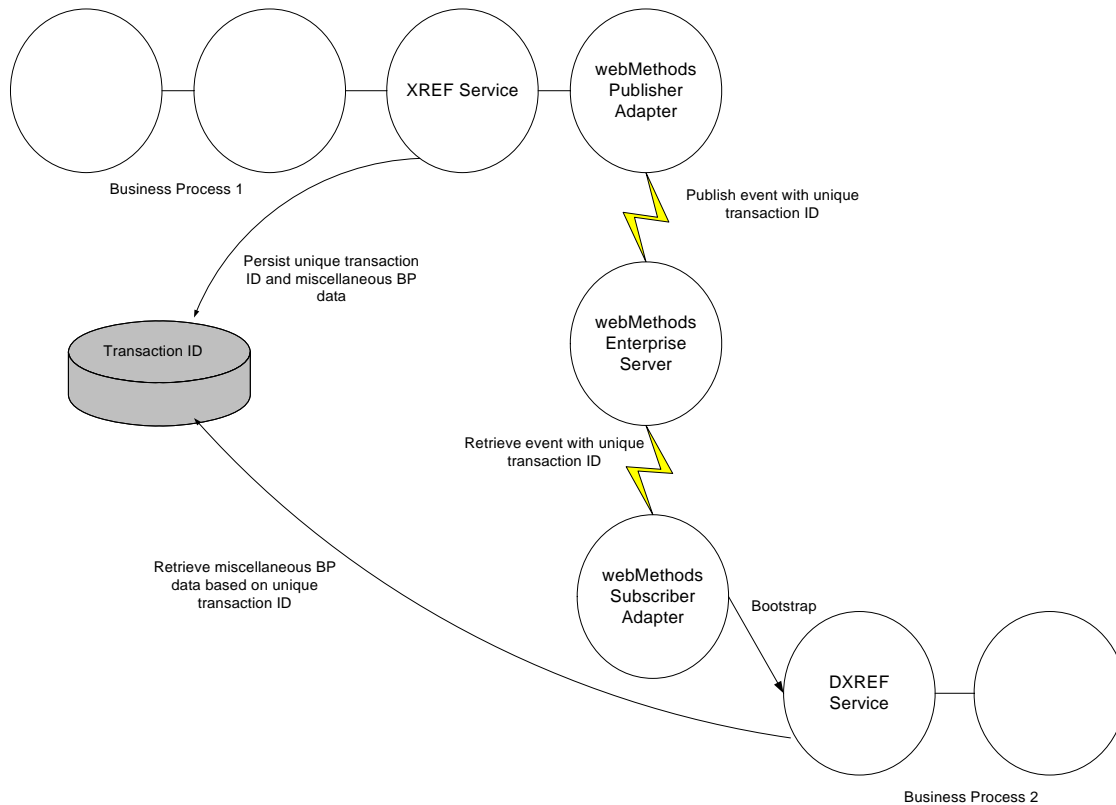 XREF Service
webMethods
Publisher
Adapter
Business Process 1
Publish event with unique
transaction ID
Persist unique transaction
ID and miscellaneous BP
data
webMethods
Enterprise
Server
Transaction ID
Retrieve event with unique
transaction ID
Retrieve miscellaneous BP
data based on unique
transaction ID
webMethods
Subscriber
Adapter
Bootstrap
DXREF
Service
Business Process 2